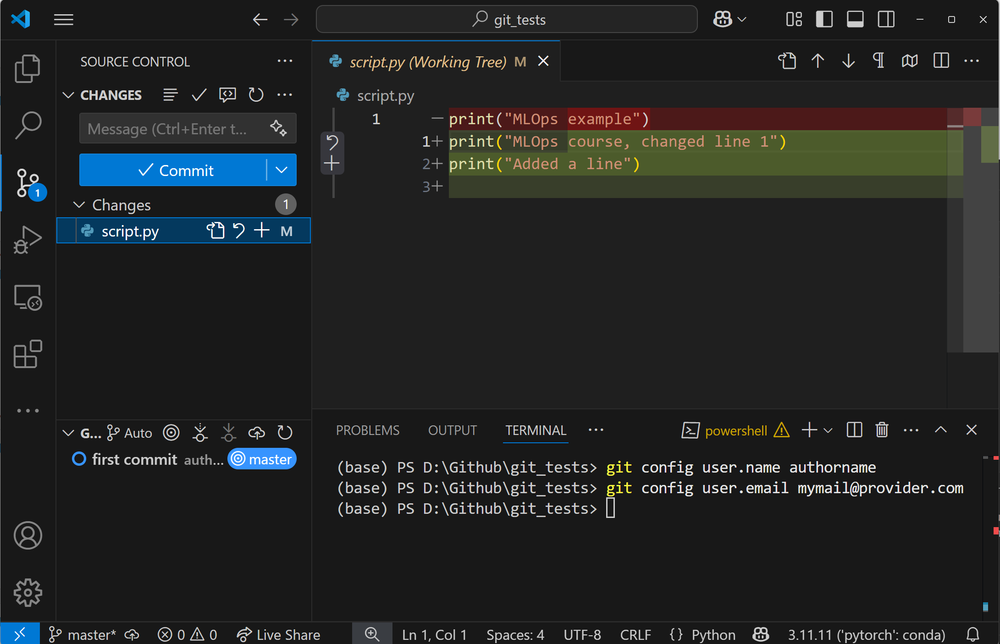 git_tests
SOURCE CONTROL
CHANGES
Message (Ctrl+Enter t...
Commit
1
Changes
1
script.py
M
G...
Auto
first commit auth... master
script.py (Working Tree) M
script.py
1 — print("MLOps example")
1+ print("MLOps course, changed line 1")
2+ print("Added a line")
3+
PROBLEMS OUTPUT TERMINAL ...
powershell
(base) PS D:\Github\git_tests> git config user.name authorname
(base) PS D:\Github\git_tests> git config user.email mymail@provider.com
(base) PS D:\Github\git_tests>
master* 0 0 Live Share Ln 1, Col 1 Spaces: 4 UTF-8 CRLF {} Python 3.11.11 ('pytorch': conda)